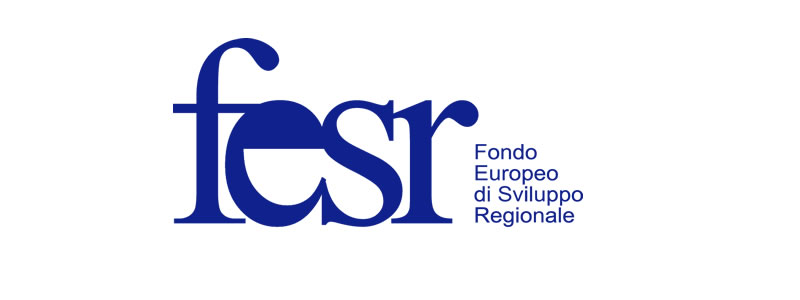 fesr
Fondo
Europeo
di Sviluppo
Regionale